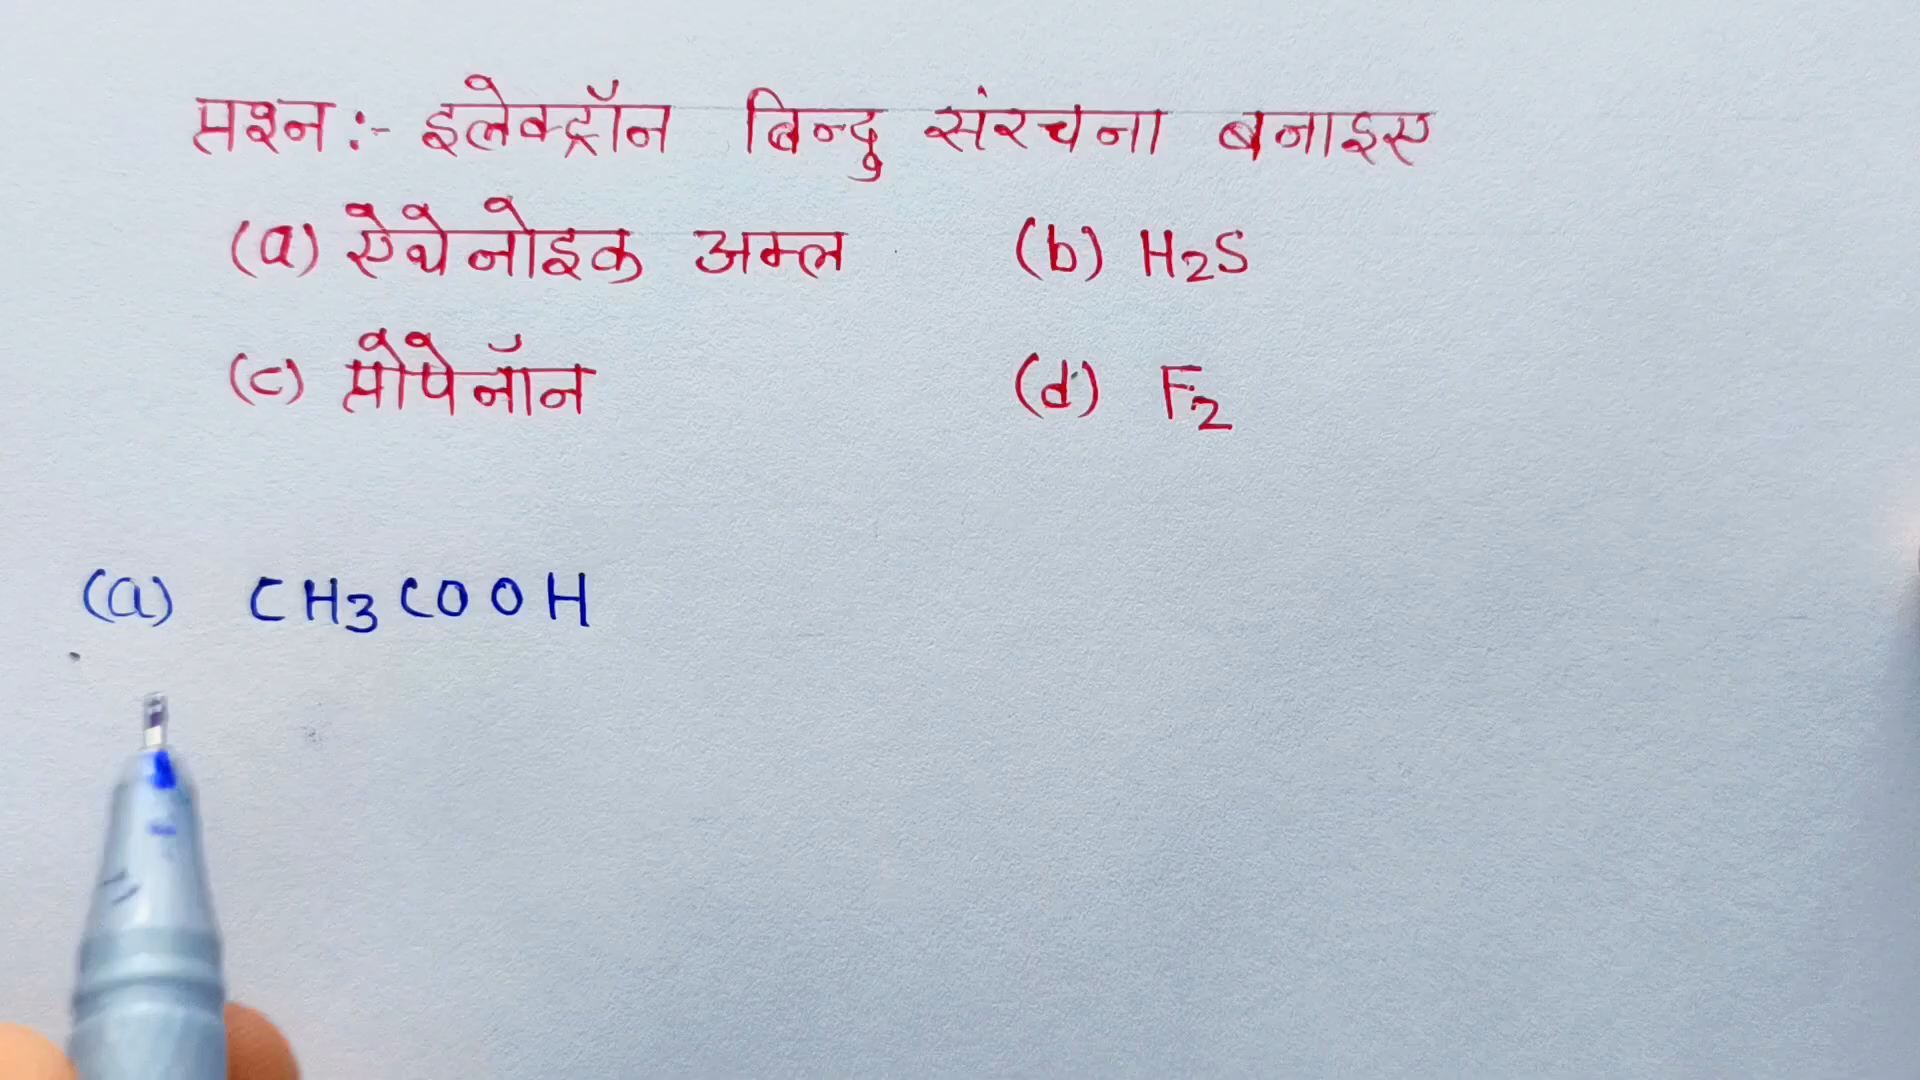 प्रश्न :- इलेक्ट्रॉन बिन्दु संरचना बनाइए
(a) ऐथेनोइक अम्ल (b) H₂S
(c) प्रोपेनॉन (d) F₂
(a) CH₃COOH